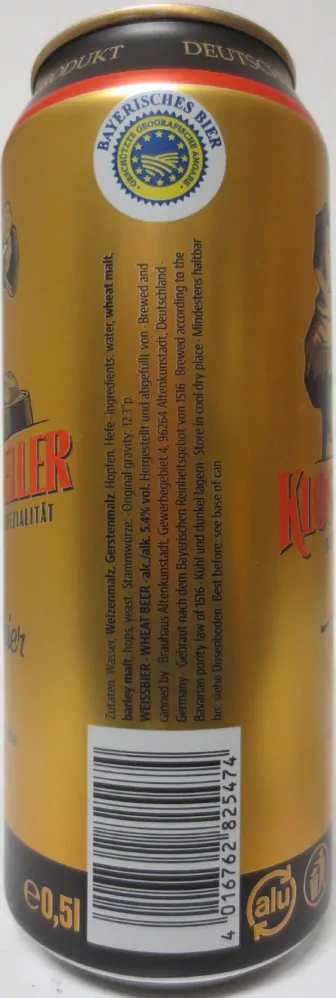 PRODUKT
DEUTSCH
BAYERISCHES BIER
GESCHÜTZTE GEOGRAFISCHE ANGABE
Zutaten: Wasser, Weizenmalz, Gerstenmalz, Hopfen, Hefe · ingredients: water, wheat malt,
barley malt, hops, yeast · Stammwürze · Original gravity: 12.3°p
WEISSBIER · WHEAT BEER · alc./alk. 5.4% vol. Hergestellt und abgefüllt von · Brewed and
canned by · Brauhaus Altenkunstadt, Gewerbegebiet 4, 96264 Altenkunstadt, Deutschland ·
Germany · Gebraut nach dem Bayerischen Reinheitsgebot von 1516 · Brewed according to the
Bavarian purity law of 1516 · Kühl und dunkel lagern · Store in cool dry place · Mindestens haltbar
bis: siehe Dosenboden · Best before: see base of can
LLER
SPEZIALITÄT
ier
e0,5l
4 016762 825474
alu